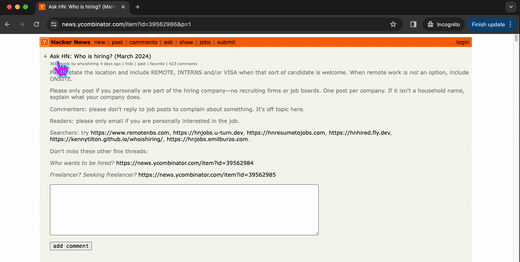 Ask HN: Who is hiring? (Mar
Incognito
Finish update
news.ycombinator.com/item?id=39562986&p=1
Hacker News new | past | comments | ask | show | jobs | submit
login
Ask HN: Who is hiring? (March 2024)
by whoishiring 4 days ago | hide | past | favorite | 423 comments
state the location and include REMOTE, INTERNS and/or VISA when that sort of candidate is welcome. When remote work is not an option, include
ONSITE.
Please only post if you personally are part of the hiring company—no recruiting firms or job boards. One post per company. If it isn't a household name,
explain what your company does.
Commenters: please don't reply to job posts to complain about something. It's off topic here.
Readers: please only email if you are personally interested in the job.
Searchers: try https://www.remotenbs.com, https://hnjobs.u-turn.dev, https://hnresumetojobs.com, https://hnhired.fly.dev,
https://kennytilton.github.io/whoishiring/, https://hnjobs.emilburzo.com.
Don't miss these other fine threads:
Who wants to be hired? https://news.ycombinator.com/item?id=39562984
Freelancer? Seeking freelancer? https://news.ycombinator.com/item?id=39562985
add comment